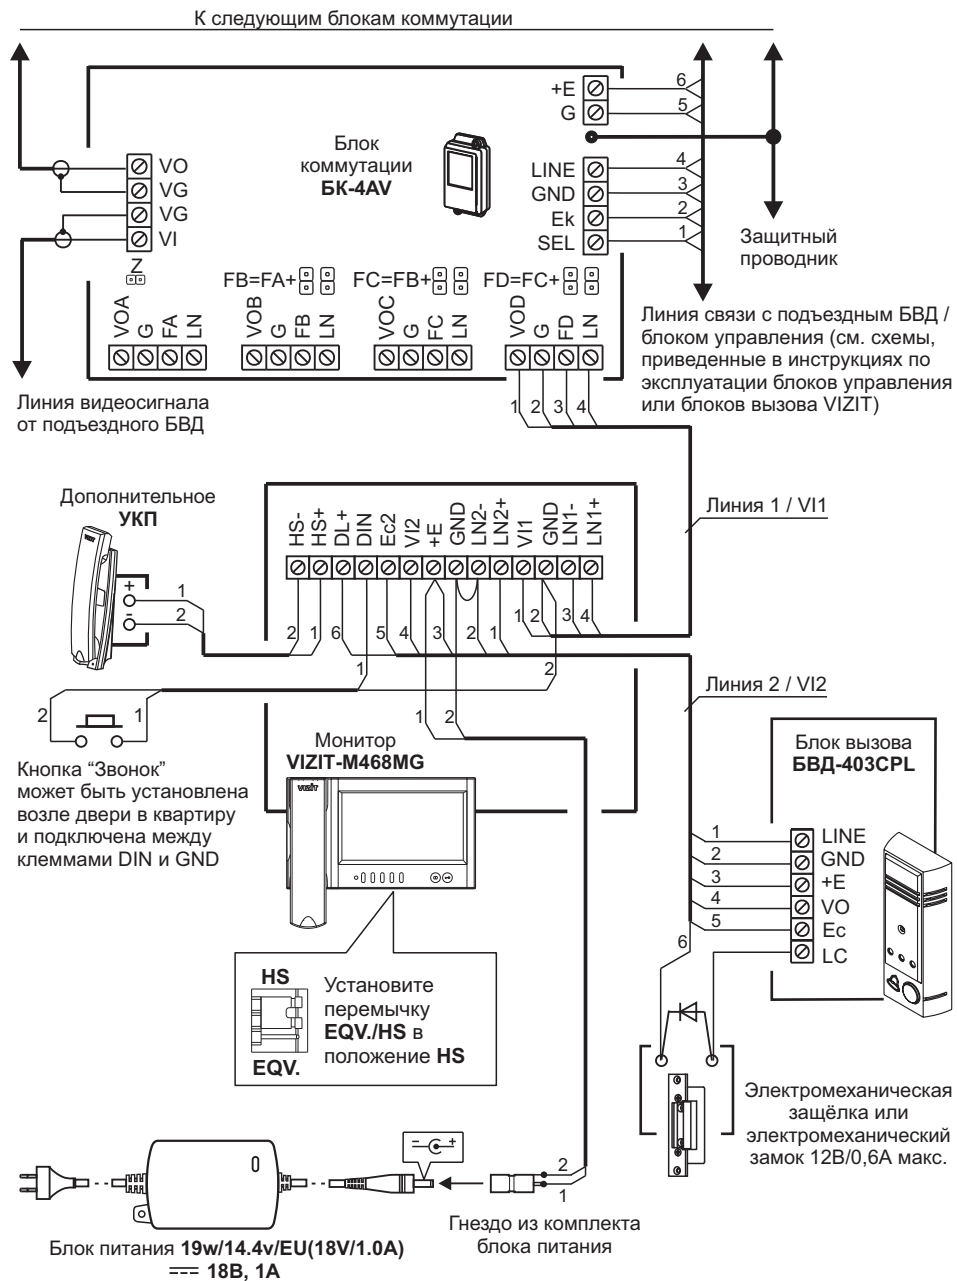 К следующим блокам коммутации
+E
G
6
5
Блок
коммутации
БК-4AV
VO
VG
VG
VI
LINE
GND
Ek
SEL
4
3
2
1
Защитный
проводник
Z
FB=FA+
FC=FB+
FD=FC+
VOA
G
FA
LN
VOB
G
FB
LN
VOC
G
FC
LN
VOD
G
FD
LN
Линия связи с подъездным БВД /
блоком управления (см. схемы,
приведенные в инструкциях по
эксплуатации блоков управления
или блоков вызова VIZIT)
Линия видеосигнала
от подъездного БВД
1
2
3
4
Дополнительное
УКП
Линия 1 / VI1
HS-
HS+
DL+
DIN
Ec2
VI2
+E
GND
LN2-
LN2+
VI1
GND
LN1-
LN1+
VIZIT
+
-
1
2
1
2
3
4
2
1
6
5
4
3
2
1
1
2
Линия 2 / VI2
2
1
1
2
Монитор
VIZIT-M468MG
VIZIT
Блок вызова
БВД-403CPL
Кнопка “Звонок”
может быть установлена
возле двери в квартиру
и подключена между
клеммами DIN и GND
1
2
3
4
5
6
LINE
GND
+E
VO
Ec
LC
HS
EQV.
Установите
перемычку
EQV./HS в
положение HS
Электромеханическая
защёлка или
электромеханический
замок 12В/0,6А макс.
- +
2
1
Гнездо из комплекта
блока питания
Блок питания 19w/14.4v/EU(18V/1.0A)
18В, 1А